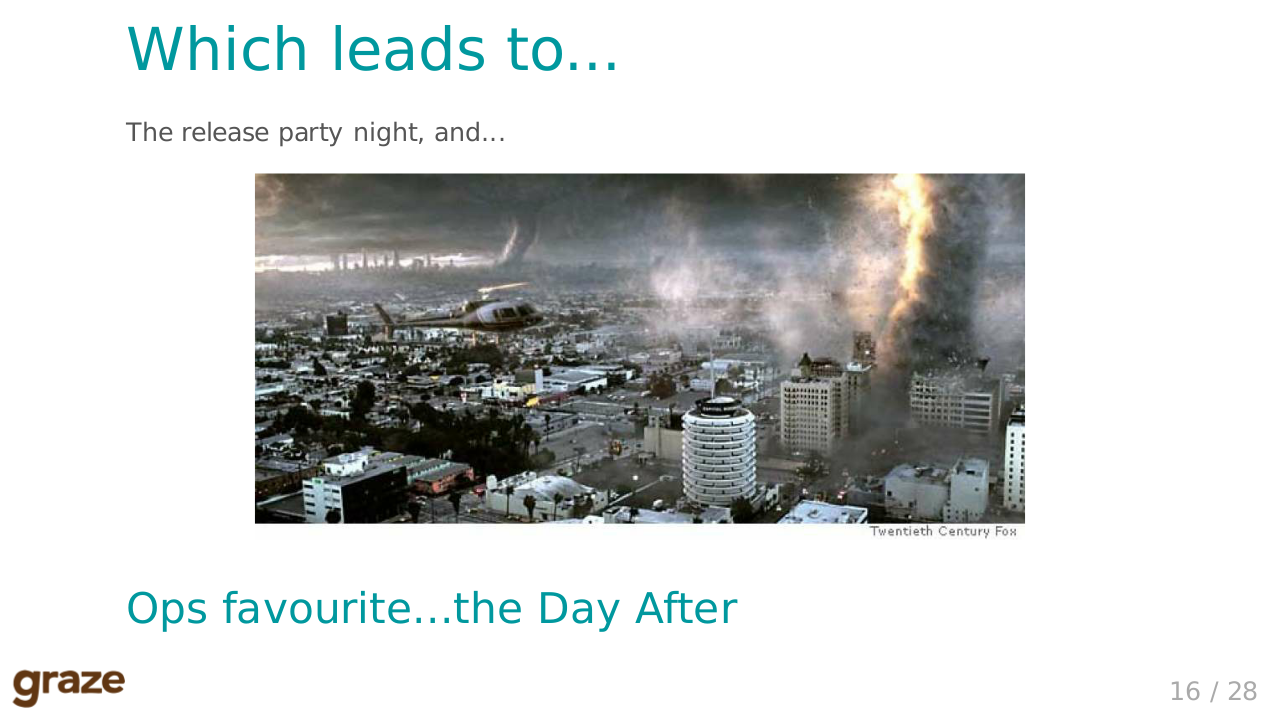 Which leads to...
The release party night, and...
Twentieth Century Fox
Ops favourite...the Day After
graze
16 / 28